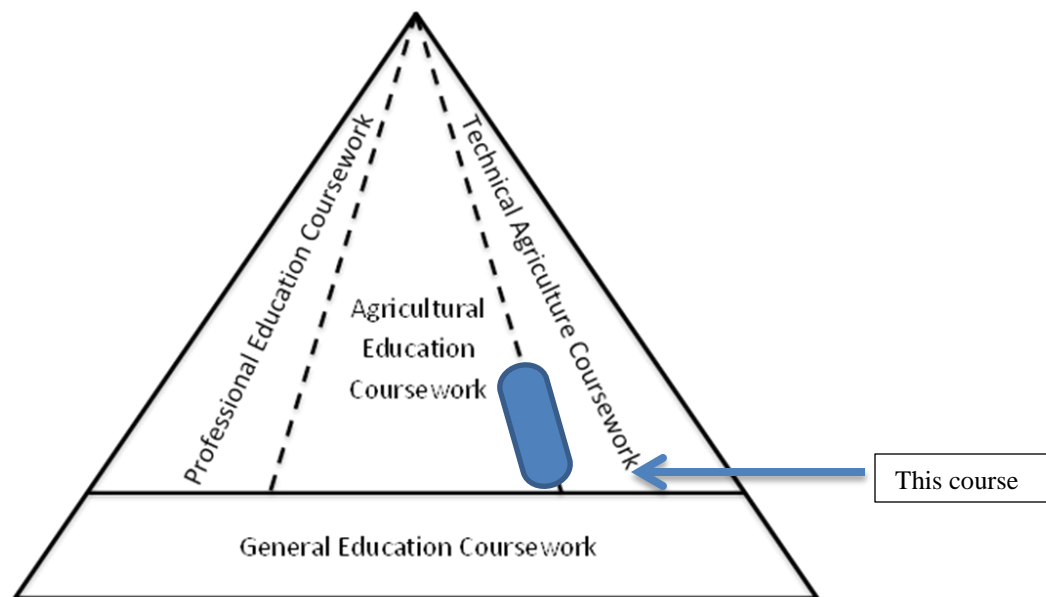 Professional Education Coursework
Technical Agriculture Coursework
Agricultural
Education
Coursework
This course
General Education Coursework